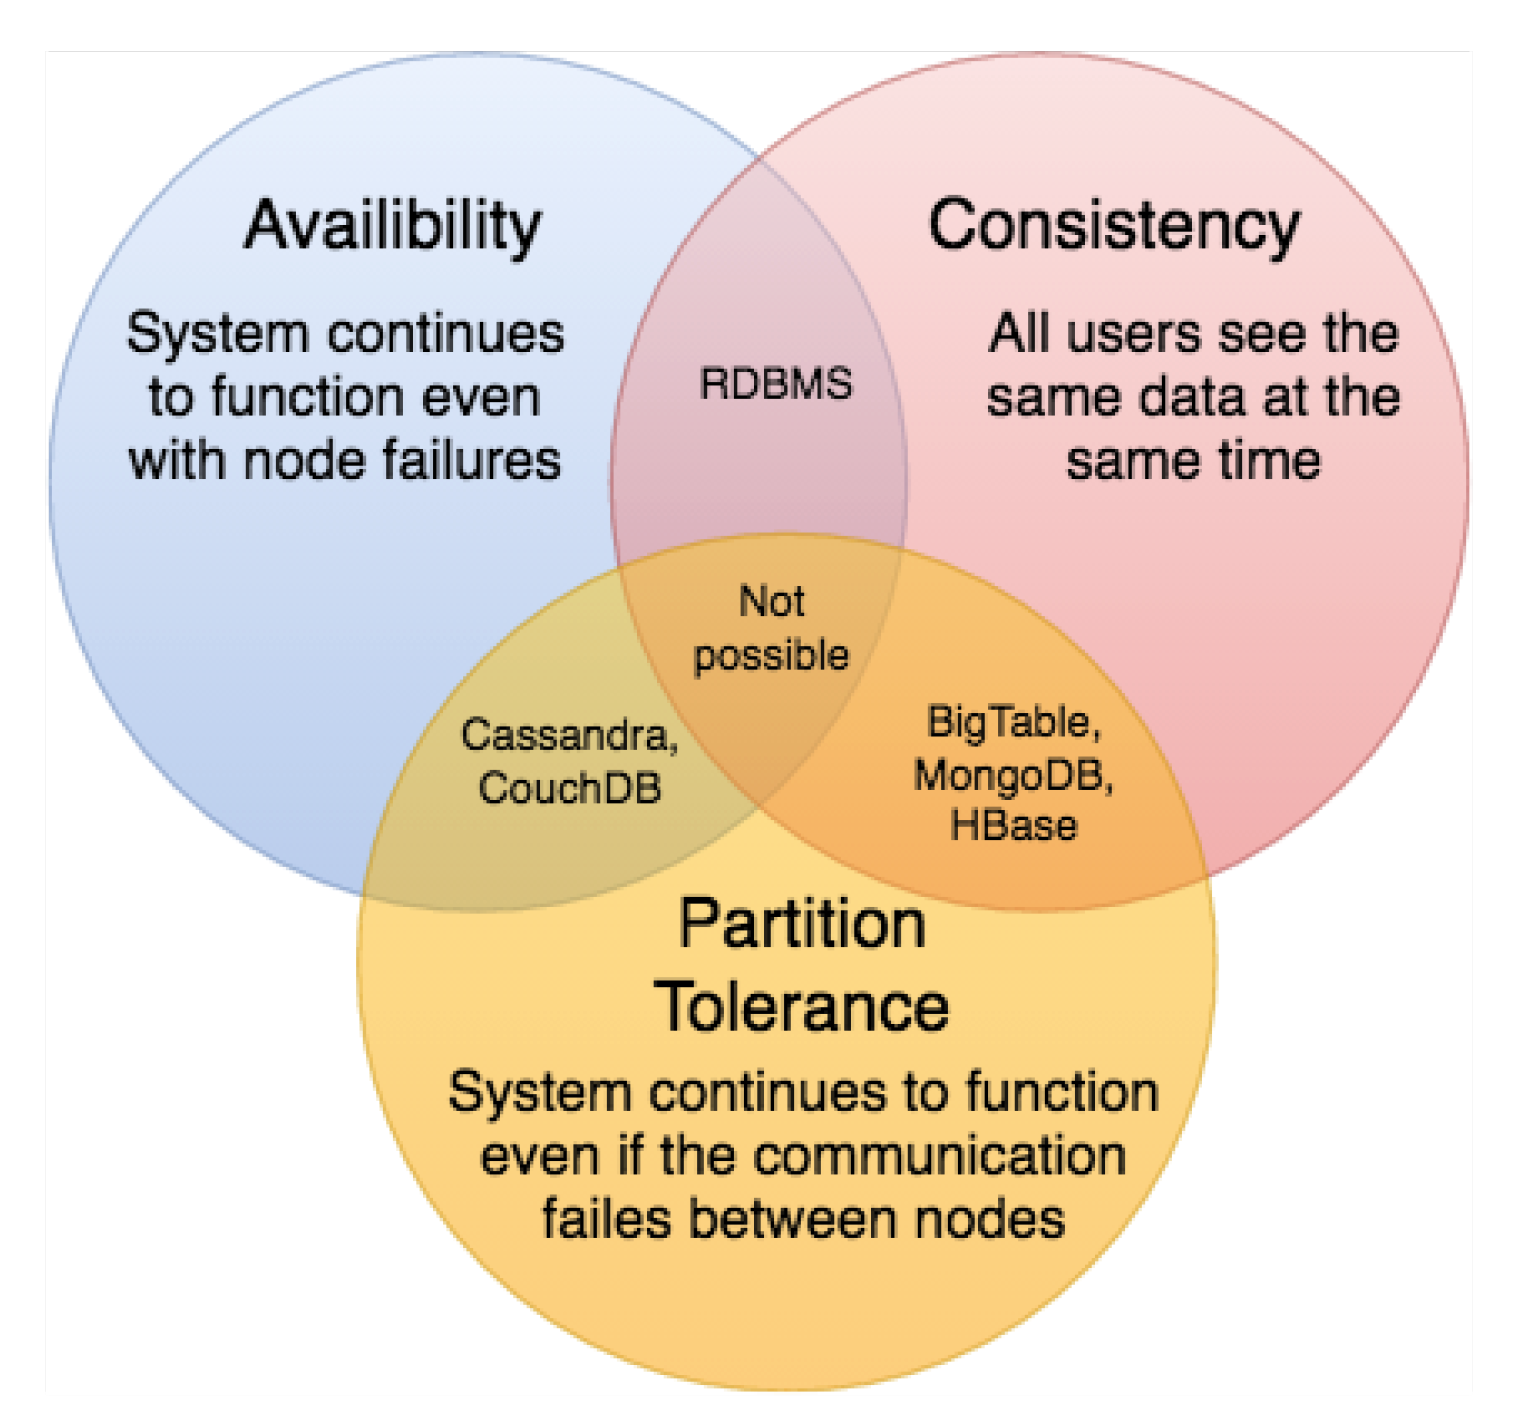 Availibility
System continues
to function even
with node failures
Consistency
All users see the
same data at the
same time
RDBMS
Not
possible
Cassandra,
CouchDB
BigTable,
MongoDB,
HBase
Partition
Tolerance
System continues to function
even if the communication
failes between nodes